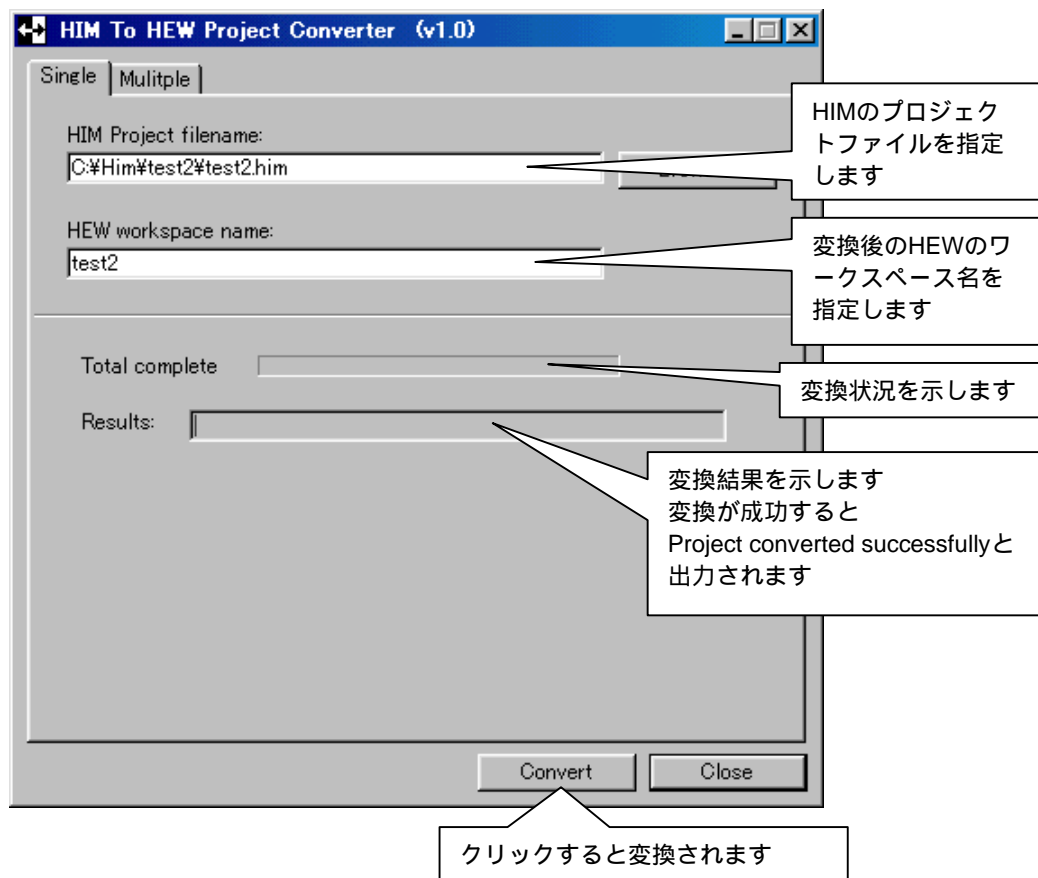 HIM To HEW Project Converter (v1.0)
Single
Mulitple
HIM Project filename:
C:¥Him¥test2¥test2.him
HIMのプロジェク
トファイルを指定
します
HEW workspace name:
test2
変換後のHEWのワ
ークスペース名を
指定します
Total complete
変換状況を示します
Results:
変換結果を示します
変換が成功すると
Project converted successfullyと
出力されます
Convert
Close
クリックすると変換されます